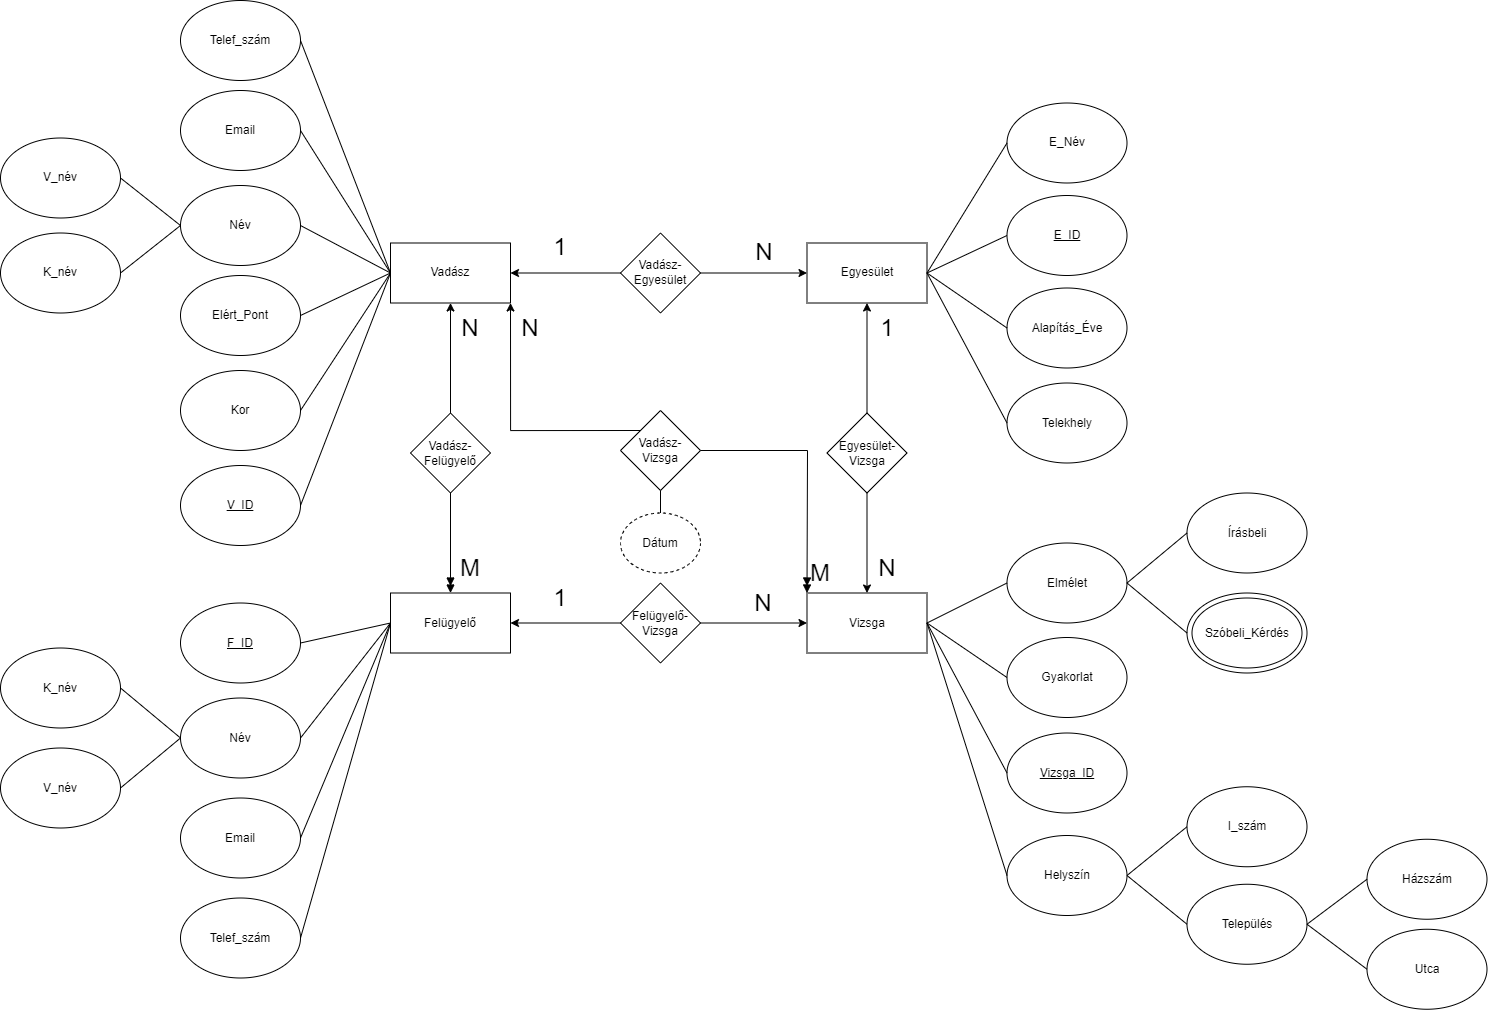 Telef_szám
Email
V_név
Név
K_név
Elért_Pont
Kor
V_ID
Vadász
1
Vadász-
Egyesület
N
Egyesület
E_Név
E_ID
Alapítás_Éve
Telekhely
N
N
1
Vadász-
Felügyelő
Vadász-
Vizsga
Egyesület-
Vizsga
Dátum
M
M
N
Felügyelő
1
Felügyelő-
Vizsga
N
Vizsga
F_ID
K_név
Név
V_név
Email
Telef_szám
Elmélet
Írásbeli
Szóbeli_Kérdés
Gyakorlat
Vizsga_ID
Helyszín
I_szám
Település
Házszám
Utca